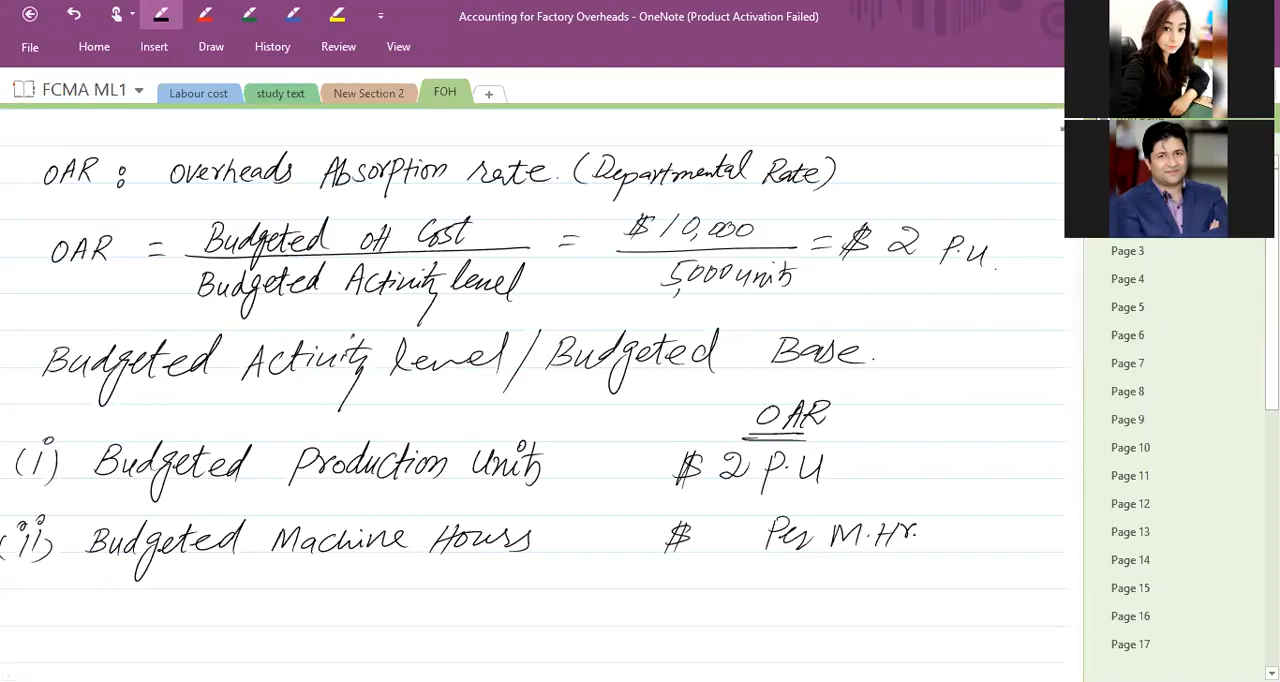 Accounting for Factory Overheads - OneNote (Product Activation Failed)
File Home Insert Draw History Review View
FCMA ML1 Labour cost study text New Section 2 FOH +
OAR : Overheads Absorption rate. (Departmental Rate)
OAR = Budgeted OH Cost / Budgeted Activity level = $10,000 / 5,000 units = $ 2 P.U.
Budgeted Activity level / Budgeted Base.
OAR
(i) Budgeted Production Units $ 2 P.U
(ii) Budgeted Machine Hours $ Per M.Hr.
Page 3
Page 4
Page 5
Page 6
Page 7
Page 8
Page 9
Page 10
Page 11
Page 12
Page 13
Page 14
Page 15
Page 16
Page 17